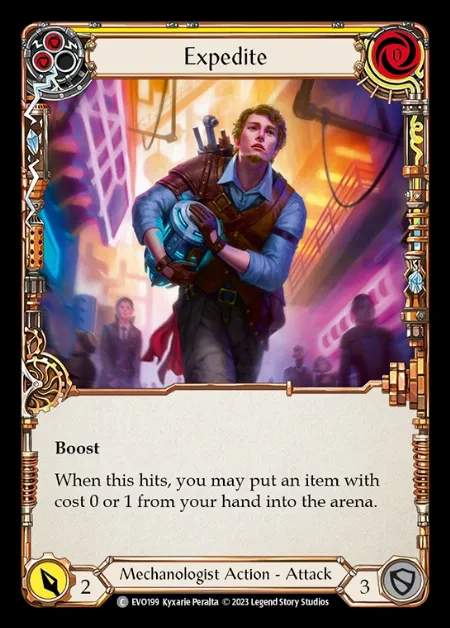 Expedite
0
Boost
When this hits, you may put an item with
cost 0 or 1 from your hand into the arena.
2
Mechanologist Action - Attack
3
C EVO199 Kyxarie Peralta © 2023 Legend Story Studios